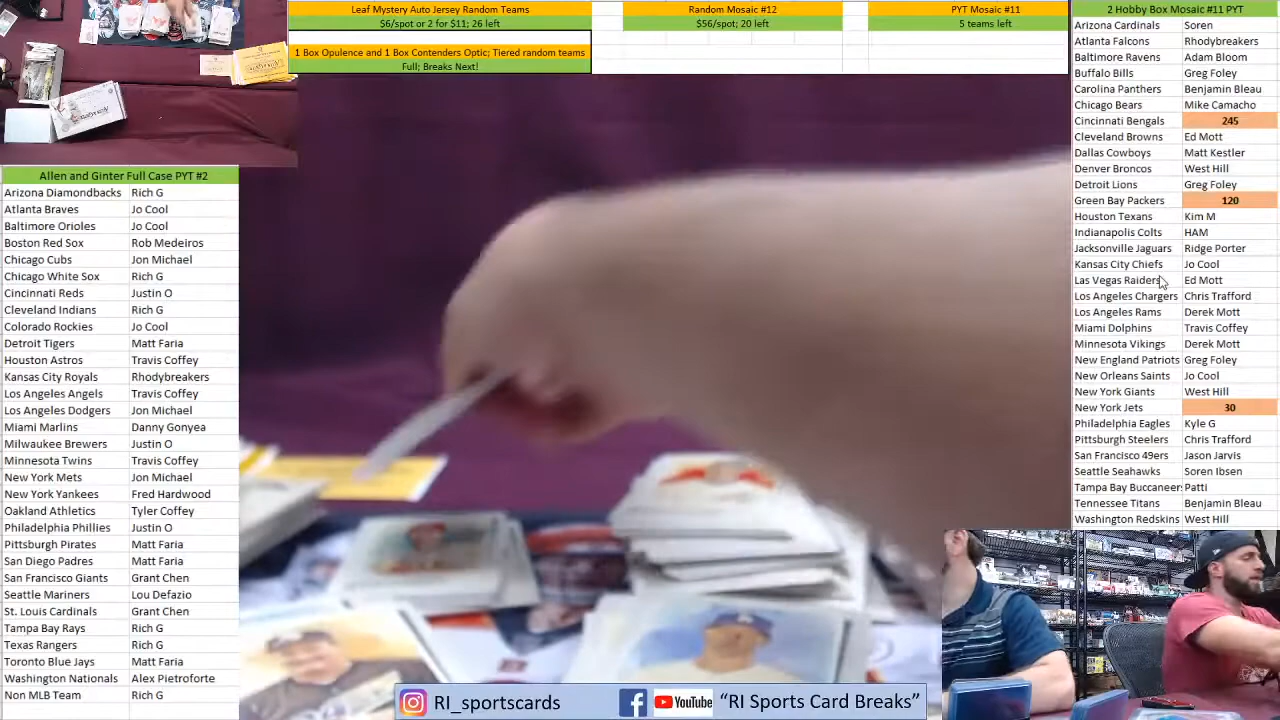 Leaf Mystery Auto Jersey Random Teams
$6/spot or 2 for $11; 26 left
1 Box Opulence and 1 Box Contenders Optic; Tiered random teams
Full; Breaks Next!
Random Mosaic #12
$56/spot; 20 left
PYT Mosaic #11
5 teams left
2 Hobby Box Mosaic #11 PYT
Arizona Cardinals Soren
Atlanta Falcons Rhodybreakers
Baltimore Ravens Adam Bloom
Buffalo Bills Greg Foley
Carolina Panthers Benjamin Bleau
Chicago Bears Mike Camacho
Cincinnati Bengals 245
Cleveland Browns Ed Mott
Dallas Cowboys Matt Kestler
Denver Broncos West Hill
Detroit Lions Greg Foley
Green Bay Packers 120
Houston Texans Kim M
Indianapolis Colts HAM
Jacksonville Jaguars Ridge Porter
Kansas City Chiefs Jo Cool
Las Vegas Raiders Ed Mott
Los Angeles Chargers Chris Trafford
Los Angeles Rams Derek Mott
Miami Dolphins Travis Coffey
Minnesota Vikings Derek Mott
New England Patriots Greg Foley
New Orleans Saints Jo Cool
New York Giants West Hill
New York Jets 30
Philadelphia Eagles Kyle G
Pittsburgh Steelers Chris Trafford
San Francisco 49ers Jason Jarvis
Seattle Seahawks Soren Ibsen
Tampa Bay Buccaneer Patti
Tennessee Titans Benjamin Bleau
Washington Redskins West Hill
Allen and Ginter Full Case PYT #2
Arizona Diamondbacks Rich G
Atlanta Braves Jo Cool
Baltimore Orioles Jo Cool
Boston Red Sox Rob Medeiros
Chicago Cubs Jon Michael
Chicago White Sox Rich G
Cincinnati Reds Justin O
Cleveland Indians Rich G
Colorado Rockies Jo Cool
Detroit Tigers Matt Faria
Houston Astros Travis Coffey
Kansas City Royals Rhodybreakers
Los Angeles Angels Travis Coffey
Los Angeles Dodgers Jon Michael
Miami Marlins Danny Gonyea
Milwaukee Brewers Justin O
Minnesota Twins Travis Coffey
New York Mets Jon Michael
New York Yankees Fred Hardwood
Oakland Athletics Tyler Coffey
Philadelphia Phillies Justin O
Pittsburgh Pirates Matt Faria
San Diego Padres Matt Faria
San Francisco Giants Grant Chen
Seattle Mariners Lou Defazio
St. Louis Cardinals Grant Chen
Tampa Bay Rays Rich G
Texas Rangers Rich G
Toronto Blue Jays Matt Faria
Washington Nationals Alex Pietroforte
Non MLB Team Rich G
RI_sportscards
YouTube
"RI Sports Card Breaks"